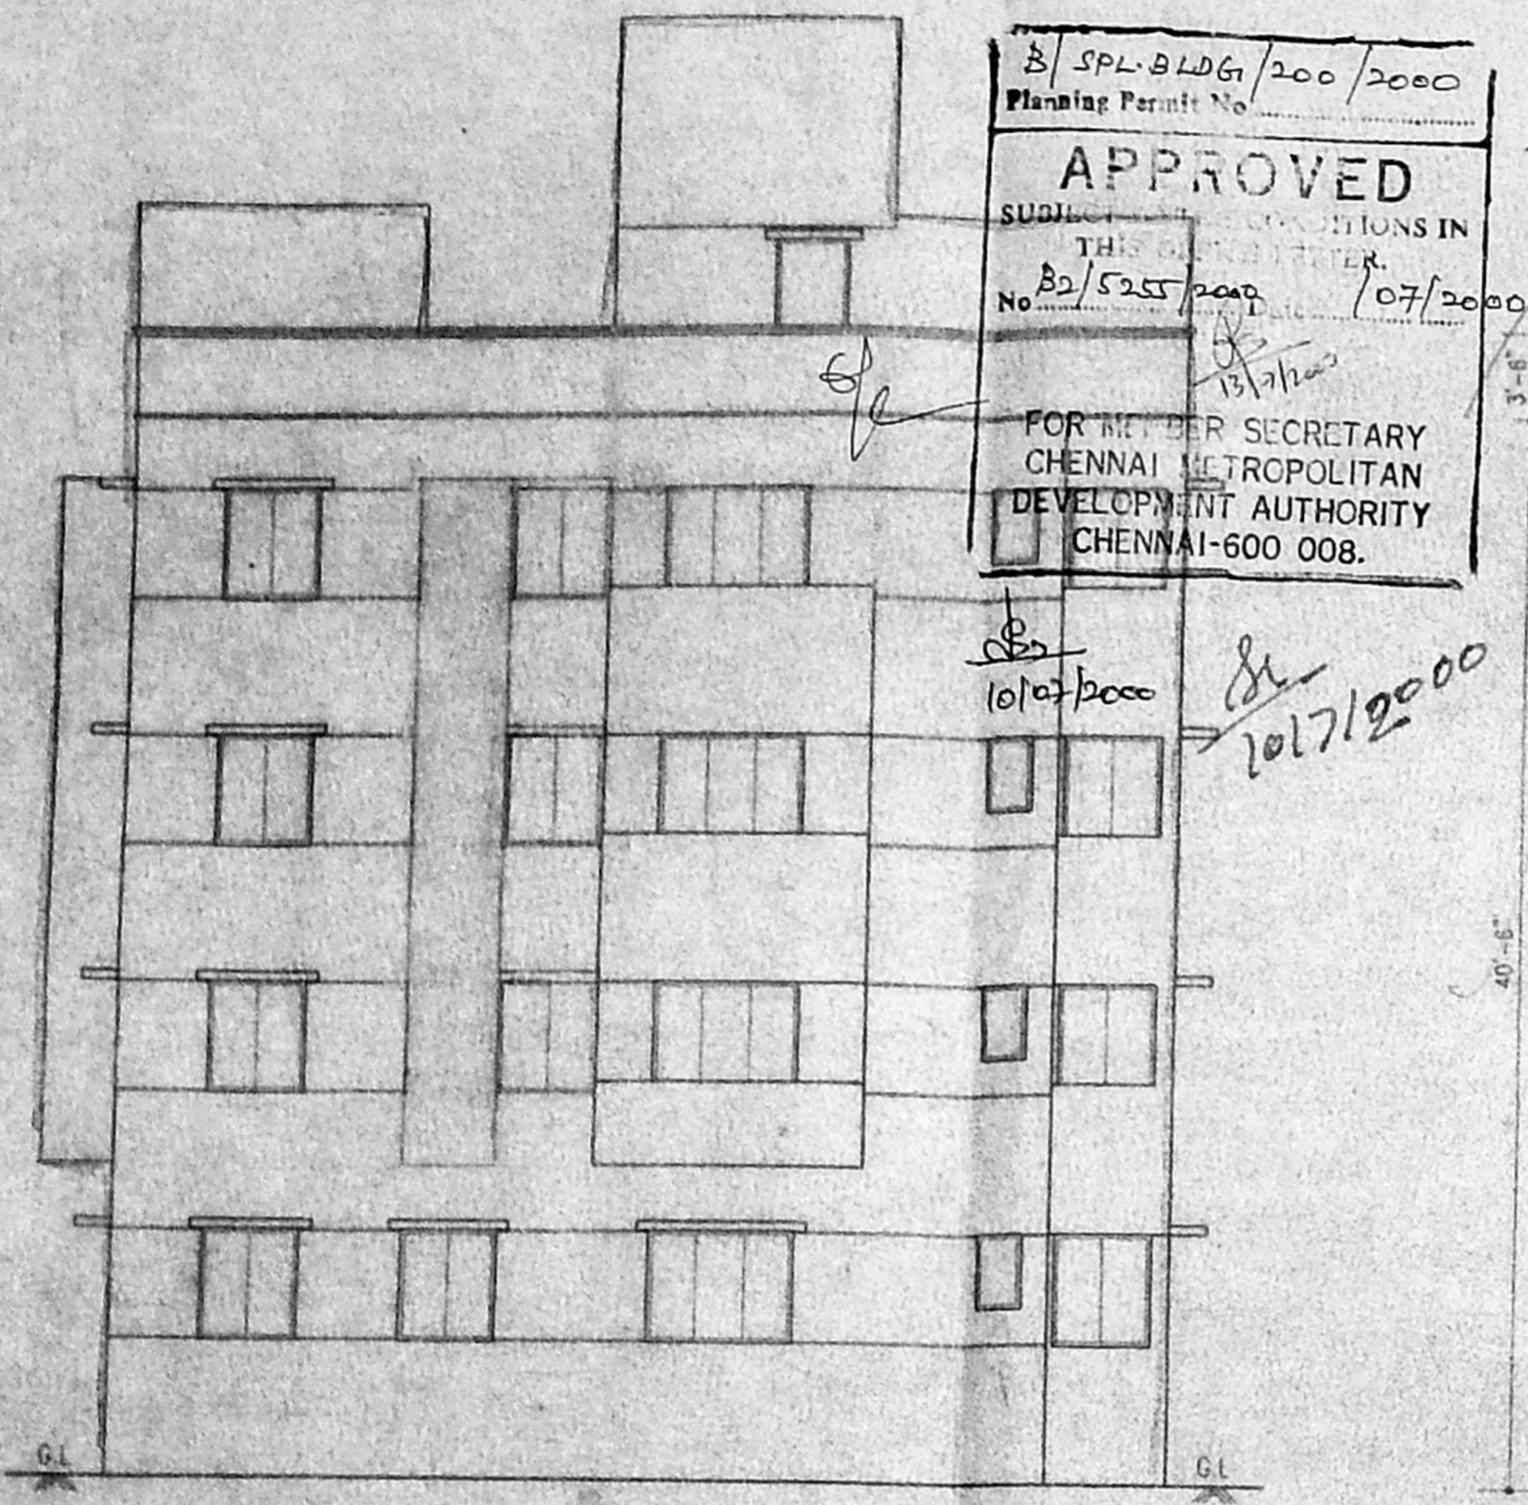 B/SPL.BLDG/200/2000
Planning Permit No
APPROVED
SUBJECT CONDITIONS IN
THIS LETTER.
No B2/5255/2000 Date /07/2000
13/7/2000
FOR MEMBER SECRETARY
CHENNAI METROPOLITAN
DEVELOPMENT AUTHORITY
CHENNAI-600 008.
10/07/2000
10/7/2000
3'-6"
40'-6"
G.L
G.L